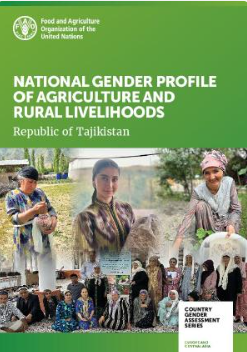 Food and Agriculture
Organization of the
United Nations
NATIONAL GENDER PROFILE
OF AGRICULTURE AND
RURAL LIVELIHOODS
Republic of Tajikistan
COUNTRY
GENDER
ASSESSMENT
SERIES